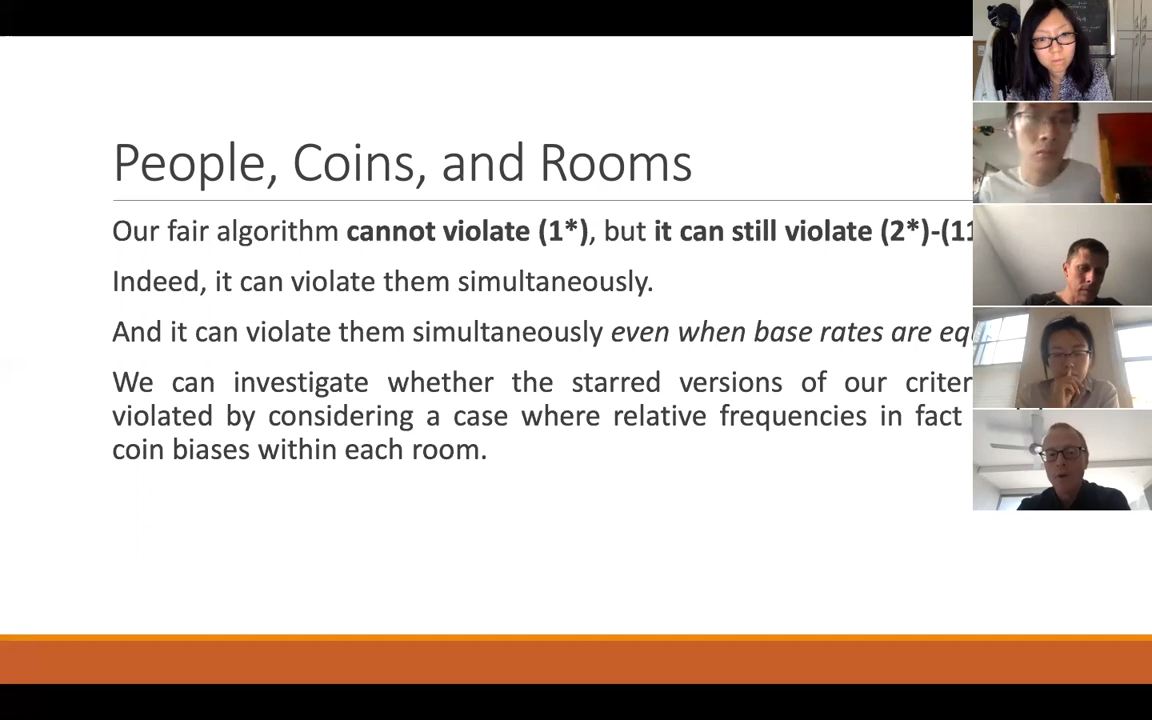 People, Coins, and Rooms
Our fair algorithm cannot violate (1*), but it can still violate (2*)-(11
Indeed, it can violate them simultaneously.
And it can violate them simultaneously even when base rates are eq
We can investigate whether the starred versions of our criter
violated by considering a case where relative frequencies in fact
coin biases within each room.